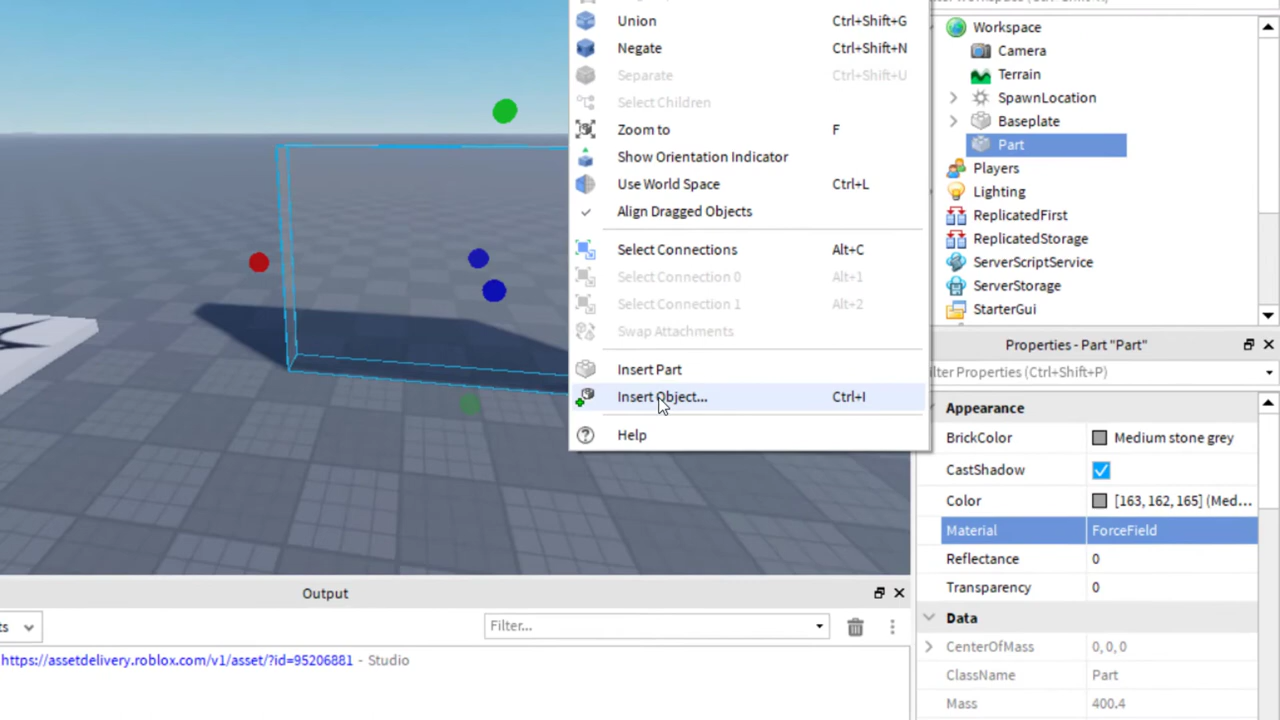 Union Ctrl+Shift+G
Negate Ctrl+Shift+N
Separate Ctrl+Shift+U
Select Children
Zoom to F
Show Orientation Indicator
Use World Space Ctrl+L
Align Dragged Objects
Select Connections Alt+C
Select Connection 0 Alt+1
Select Connection 1 Alt+2
Swap Attachments
Insert Part
Insert Object... Ctrl+I
Help
Workspace
Camera
Terrain
SpawnLocation
Baseplate
Part
Players
Lighting
ReplicatedFirst
ReplicatedStorage
ServerScriptService
ServerStorage
StarterGui
Properties - Part "Part"
ilter Properties (Ctrl+Shift+P)
Appearance
BrickColor Medium stone grey
CastShadow
Color [163, 162, 165] (Med...
Material ForceField
Reflectance 0
Transparency 0
Data
CenterOfMass 0, 0, 0
ClassName Part
Mass 400.4
Output
ts Filter...
https://assetdelivery.roblox.com/v1/asset/?id=95206881 - Studio